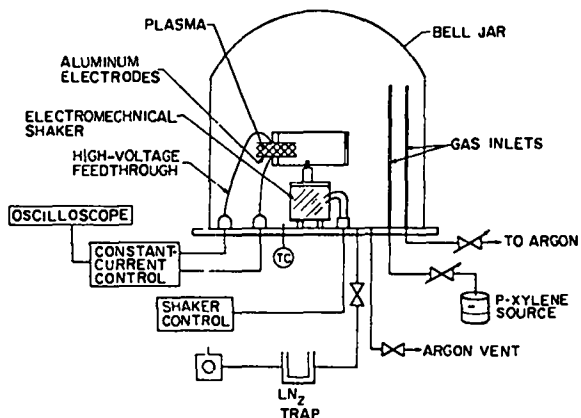 PLASMA
BELL JAR
ALUMINUM
ELECTRODES
ELECTROMECHNICAL
SHAKER
GAS INLETS
HIGH-VOLTAGE
FEEDTHROUGH
OSCILLOSCOPE
CONSTANT-
CURRENT
CONTROL
TC
TO ARGON
SHAKER
CONTROL
P-XYLENE
SOURCE
ARGON VENT
LN2
TRAP